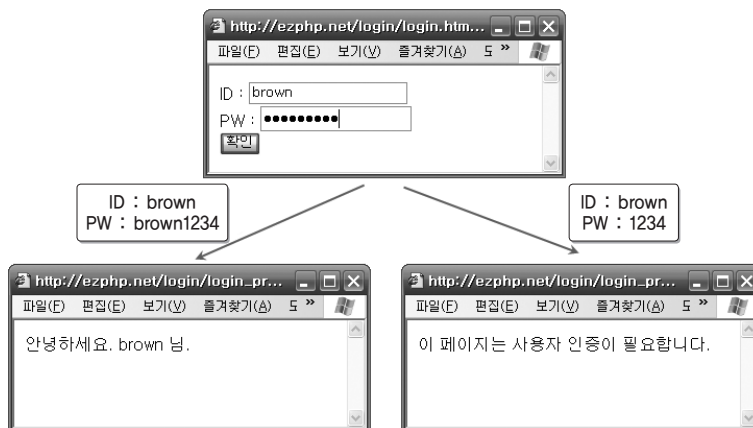 http://ezphp.net/login/login.htm...
파일(F) 편집(E) 보기(V) 즐겨찾기(A) 도 »
ID : brown
PW : ●●●●●●●●●
확인
ID : brown
PW : brown1234
ID : brown
PW : 1234
http://ezphp.net/login/login_pr...
파일(F) 편집(E) 보기(V) 즐겨찾기(A) 도 »
안녕하세요. brown 님.
http://ezphp.net/login/login_pr...
파일(F) 편집(E) 보기(V) 즐겨찾기(A) 도 »
이 페이지는 사용자 인증이 필요합니다.